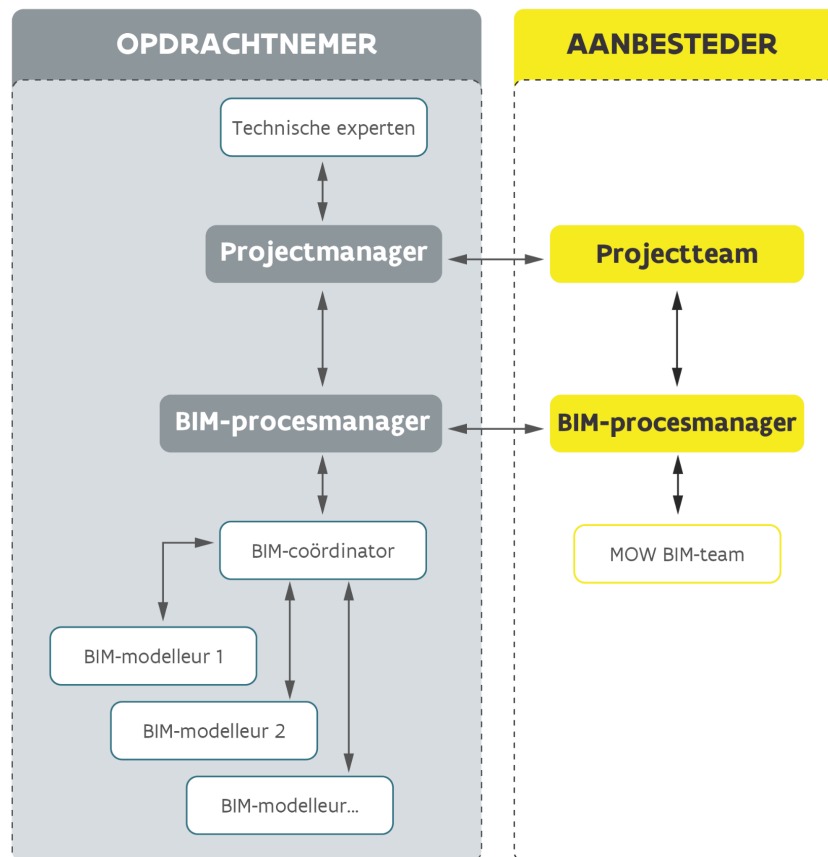 OPDRACHTNEMER
AANBESTEDER
Technische experten
Projectmanager
Projectteam
BIM-procesmanager
BIM-procesmanager
BIM-coördinator
MOW BIM-team
BIM-modelleur 1
BIM-modelleur 2
BIM-modelleur...